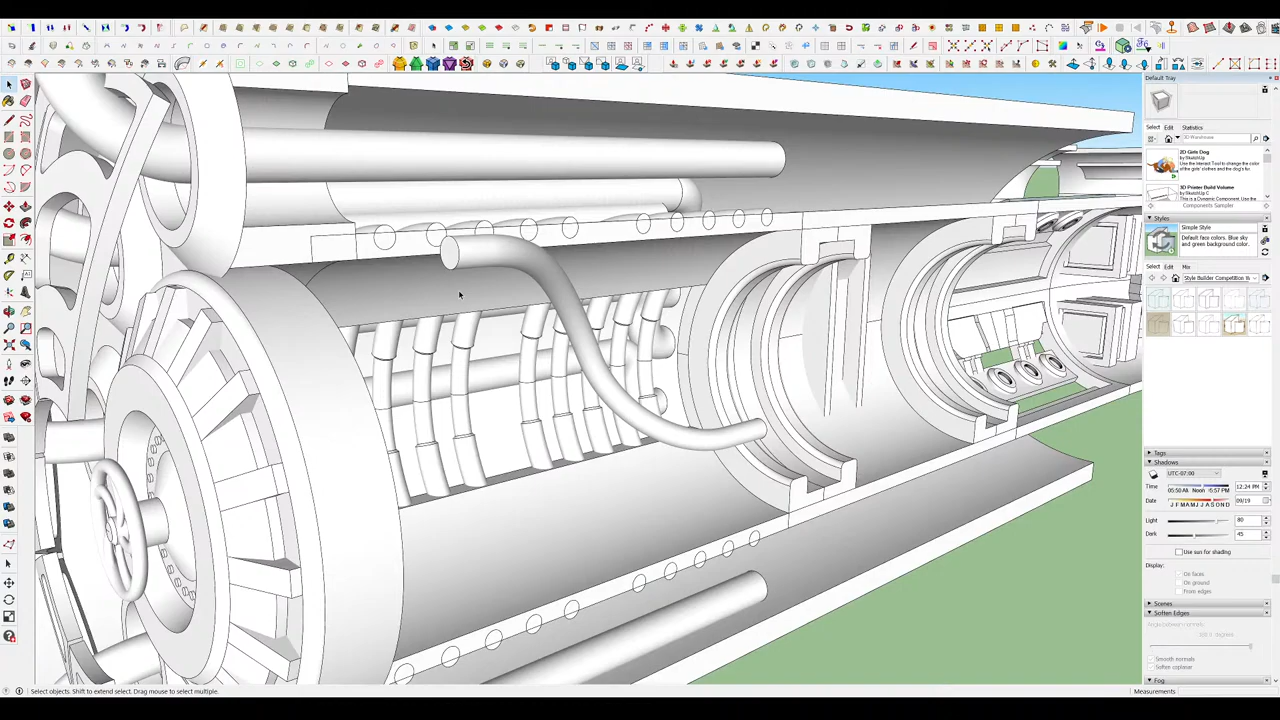 Default Tray
Select Edit Statistics
3D Warehouse
2D Girls Dog
by SketchUp
Use the Interact Tool to change the color
of the girls' clothes and the dog's fur
3D Printer Build Volume
by SketchUp C
This is a Dynamic Component. Use the
Components Sampler
Styles
Simple Style
Default face colors. Blue sky
and green background color.
Select Edit Mix
Style Builder Competition W
Tags
Shadows
UTC-07:00
Time
05:50 AM Noon 5:57 PM
12:24 PM
Date
J F M A M J J A S O N D
09/19
Light
80
Dark
45
Use sun for shading
Display:
On faces
On ground
From edges
Scenes
Soften Edges
Angle between normals:
degrees
Smooth normals
Soften coplanar
Fog
Select objects. Shift to extend select. Drag mouse to select multiple.
Measurements